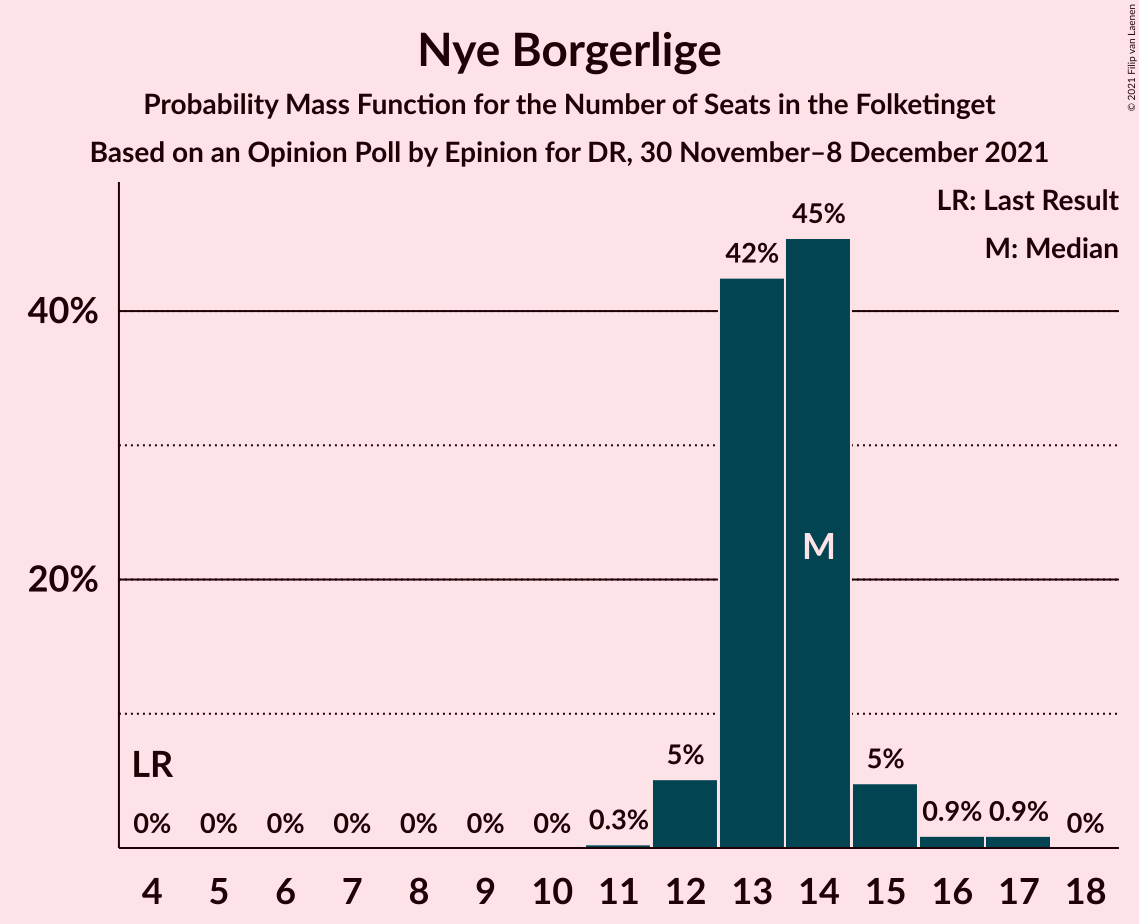 Nye Borgerlige
Probability Mass Function for the Number of Seats in the Folketinget
Based on an Opinion Poll by Epinion for DR, 30 November–8 December 2021
© 2021 Filip van Laenen
LR: Last Result
M: Median
40%
20%
LR
M
0% 0% 0% 0% 0% 0% 0% 0.3% 5% 42% 45% 5% 0.9% 0.9% 0%
4 5 6 7 8 9 10 11 12 13 14 15 16 17 18